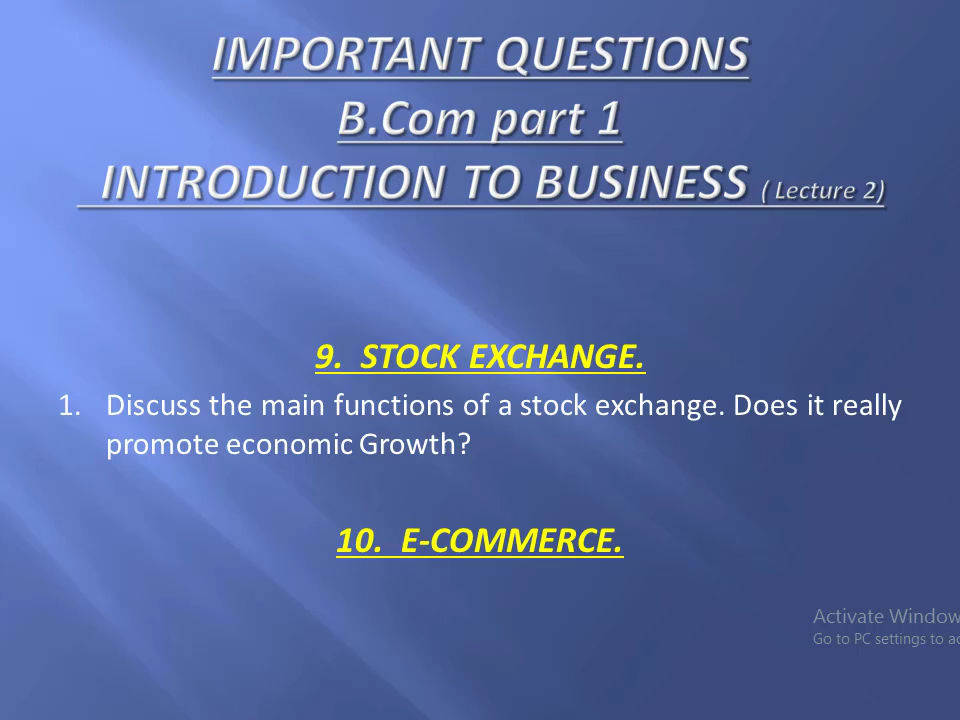 IMPORTANT QUESTIONS
B.Com part 1
INTRODUCTION TO BUSINESS ( Lecture 2)
9. STOCK EXCHANGE.
1. Discuss the main functions of a stock exchange. Does it really
promote economic Growth?
10. E-COMMERCE.
Activate Window
Go to PC settings to ac